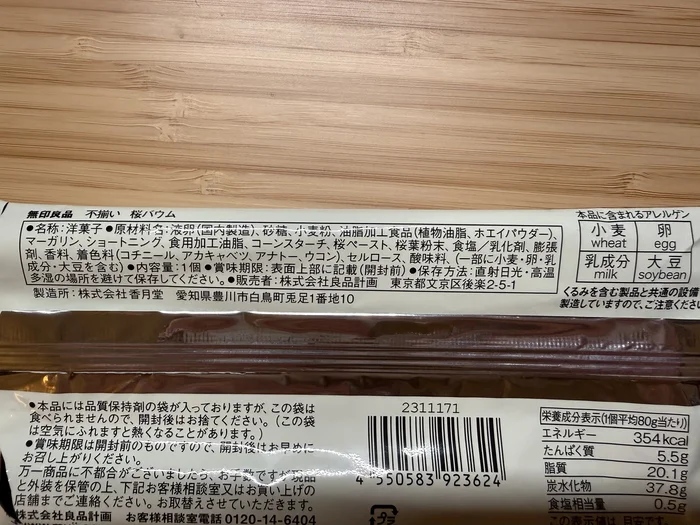 無印良品 不揃い 桜バウム
●名称:洋菓子●原材料名:液卵(国内製造)、砂糖、小麦粉、油脂加工食品(植物油脂、ホエイパウダー)、
マーガリン、ショートニング、食用加工油脂、コーンスターチ、桜ペースト、桜葉粉末、食塩/乳化剤、膨張
剤、香料、着色料(コチニール、アカキャベツ、アナトー、ウコン)、セルロース、酸味料、(一部に小麦・卵・乳
成分・大豆を含む)●内容量:1個●賞味期限:表面上部に記載(開封前)●保存方法:直射日光・高温
多湿の場所を避けて保存してください。●販売者:株式会社良品計画 東京都文京区後楽2-5-1
製造所:株式会社香月堂 愛知県豊川市白鳥町兎足1番地10
本品に含まれるアレルゲン
小麦 卵
wheat egg
乳成分 大豆
milk soybean
くるみを含む製品と共通の設備
製造していますので、ご注意くださ
●本品には品質保持剤の袋が入っておりますが、この袋は
食べられませんので、開封後はお捨てください。(この袋
は空気にふれますと熱くなることがあります。)
●賞味期限は開封前のものですので、開封後はお早めに
お召し上がりください。
万一商品に不都合がございましたら、お手数ですが現品
と外装を保管の上、下記お客様相談室又はお買い上げの
店舗までご連絡ください。お取替えさせていただきます。
株式会社良品計画 お客様相談室電話 0120-14-6404
2311171
4 550583 923624
プラ
栄養成分表示(1個平均80g当たり)
エネルギー 354kcal
たんぱく質 5.5g
脂質 20.1g
炭水化物 37.8g
食塩相当量 0.5g